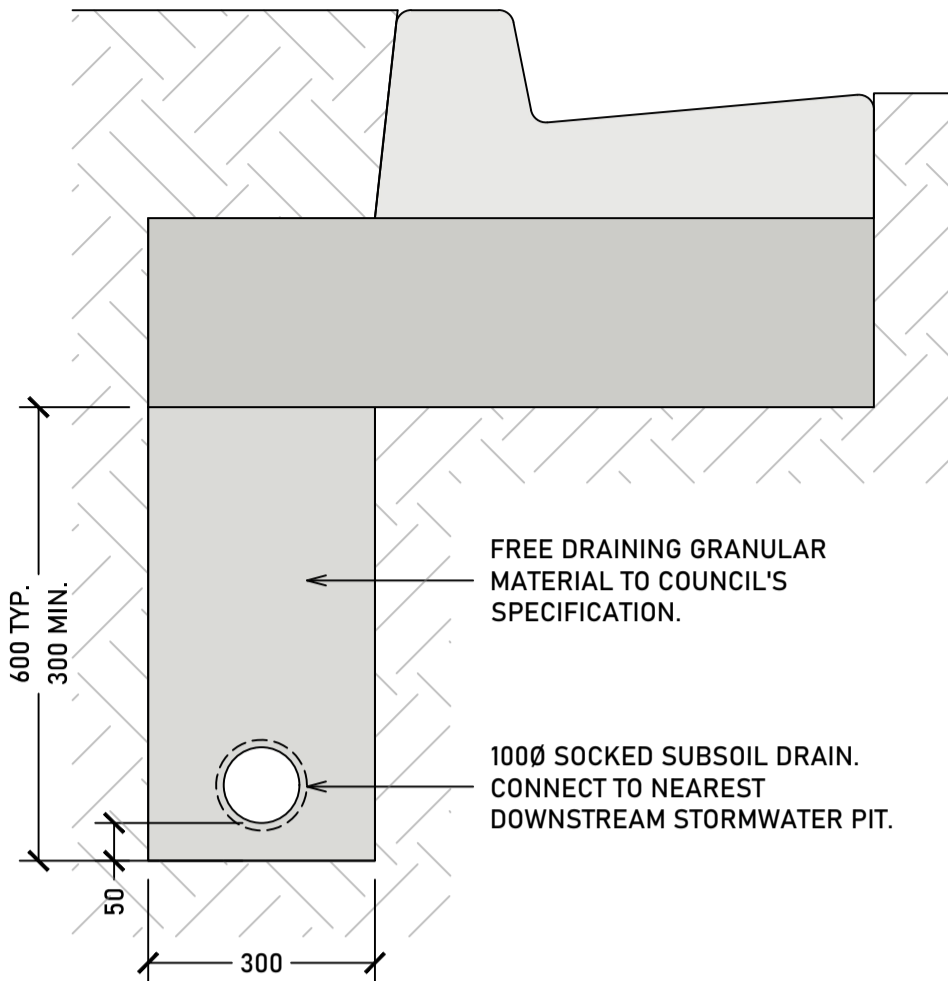 FREE DRAINING GRANULAR
MATERIAL TO COUNCIL'S
SPECIFICATION.
600 TYP.
300 MIN.
100Ø SOCKED SUBSOIL DRAIN.
CONNECT TO NEAREST
DOWNSTREAM STORMWATER PIT.
50
300